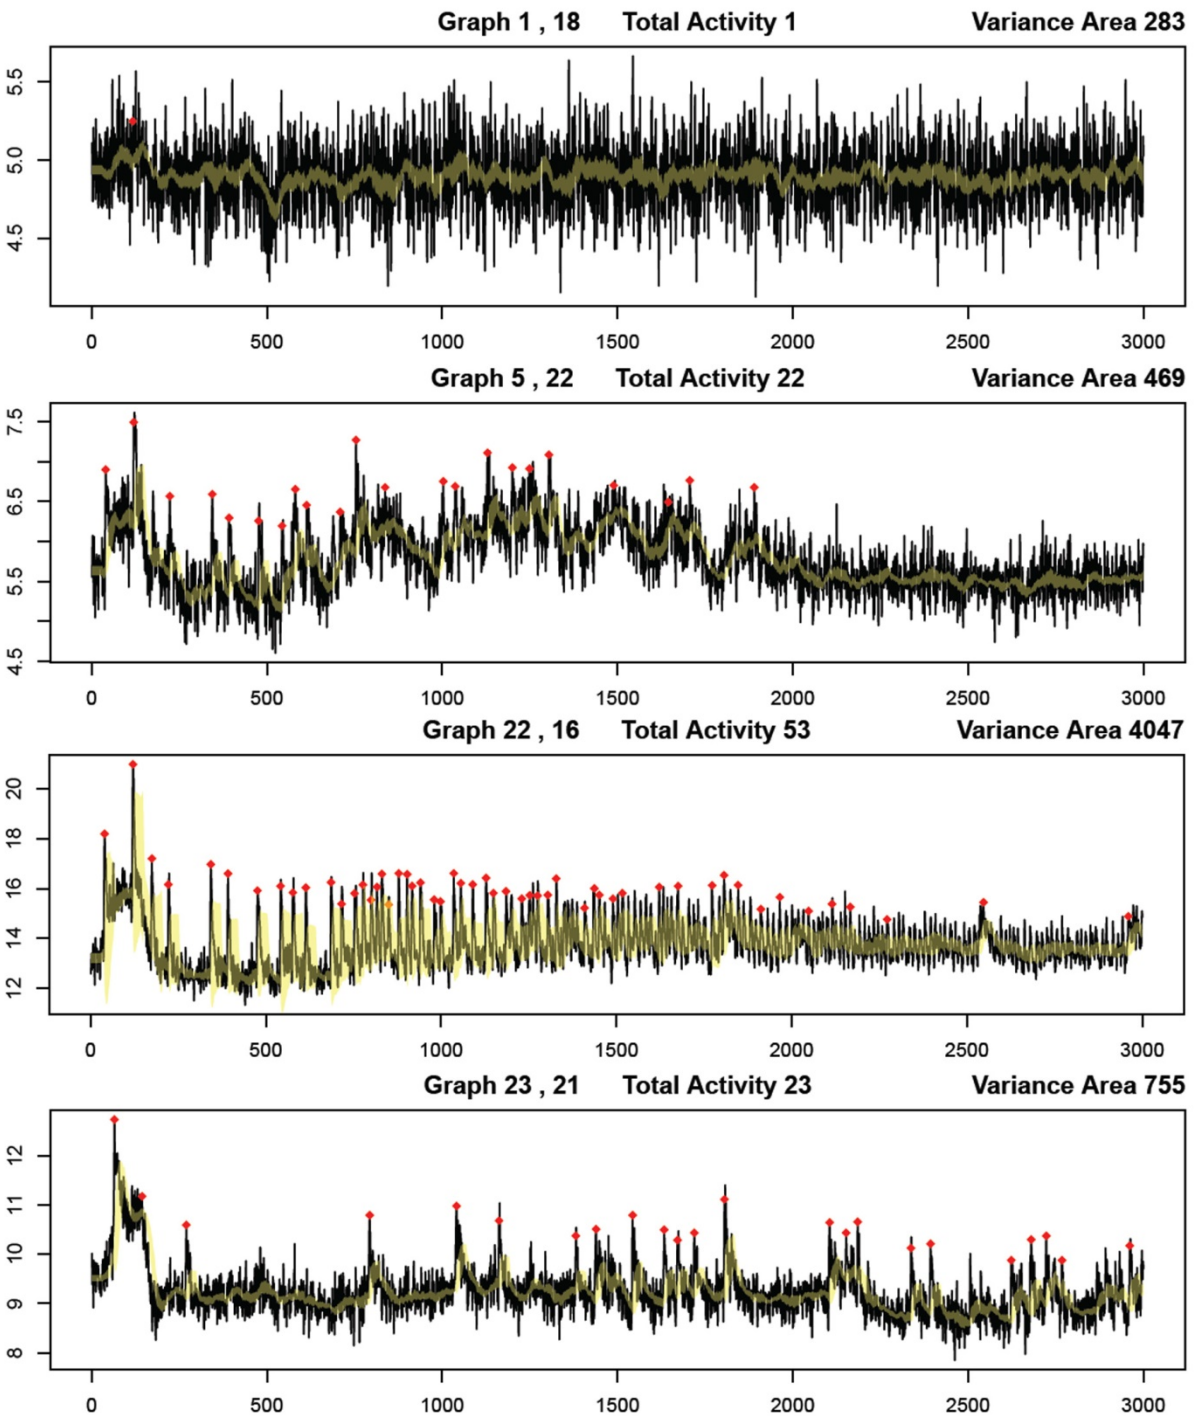 Graph 1 , 18 Total Activity 1 Variance Area 283
5.5
5.0
4.5
0 500 1000 1500 2000 2500 3000
Graph 5 , 22 Total Activity 22 Variance Area 469
7.5
6.5
5.5
4.5
0 500 1000 1500 2000 2500 3000
Graph 22 , 16 Total Activity 53 Variance Area 4047
20
18
16
14
12
0 500 1000 1500 2000 2500 3000
Graph 23 , 21 Total Activity 23 Variance Area 755
12
11
10
9
8
0 500 1000 1500 2000 2500 3000